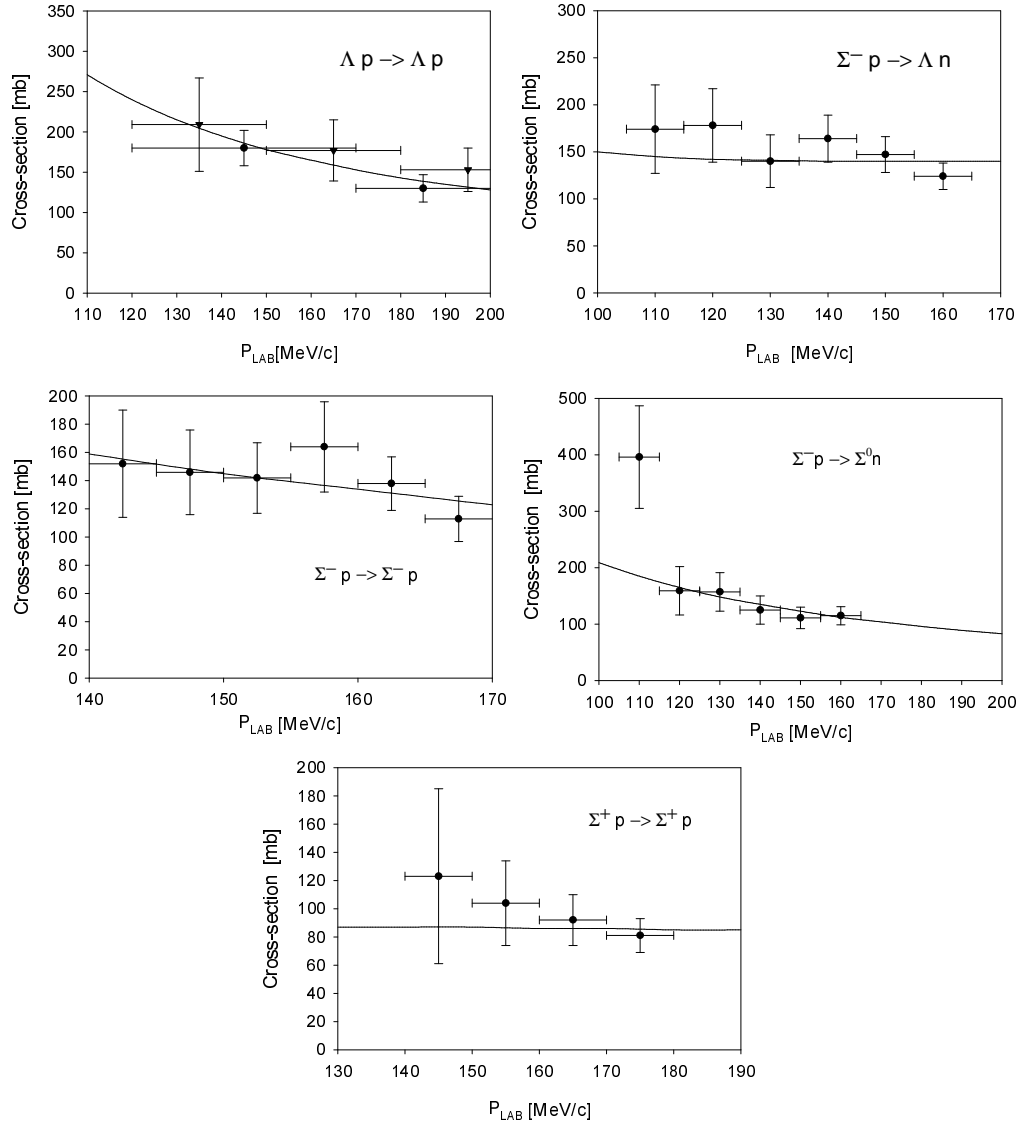 Cross-section [mb]
350
300
250
200
150
100
50
0
Λ p −> Λ p
110 120 130 140 150 160 170 180 190 200
P_LAB[MeV/c]
Cross-section [mb]
300
250
200
150
100
50
0
Σ− p −> Λ n
100 110 120 130 140 150 160 170
P_LAB [MeV/c]
Cross-section [mb]
200
180
160
140
120
100
80
60
40
20
0
Σ− p −> Σ− p
140 150 160 170
P_LAB [MeV/c]
Cross-section [mb]
500
400
300
200
100
0
Σ−p −> Σ0n
100 110 120 130 140 150 160 170 180 190 200
P_LAB [MeV/c]
Cross-section [mb]
200
180
160
140
120
100
80
60
40
20
0
Σ+ p −> Σ+ p
130 140 150 160 170 180 190
P_LAB [MeV/c]